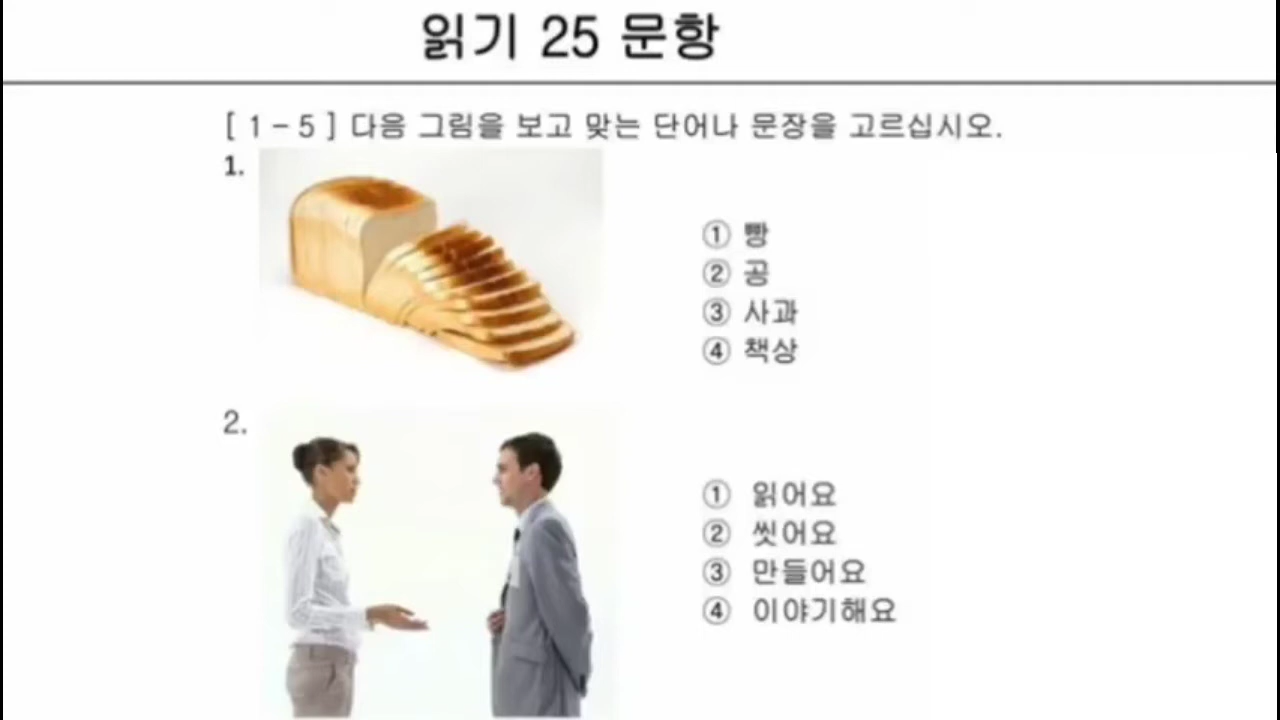 읽기 25 문항
[ 1 – 5 ] 다음 그림을 보고 맞는 단어나 문장을 고르십시오.
1.
① 빵
② 공
③ 사과
④ 책상
2.
① 읽어요
② 씻어요
③ 만들어요
④ 이야기해요